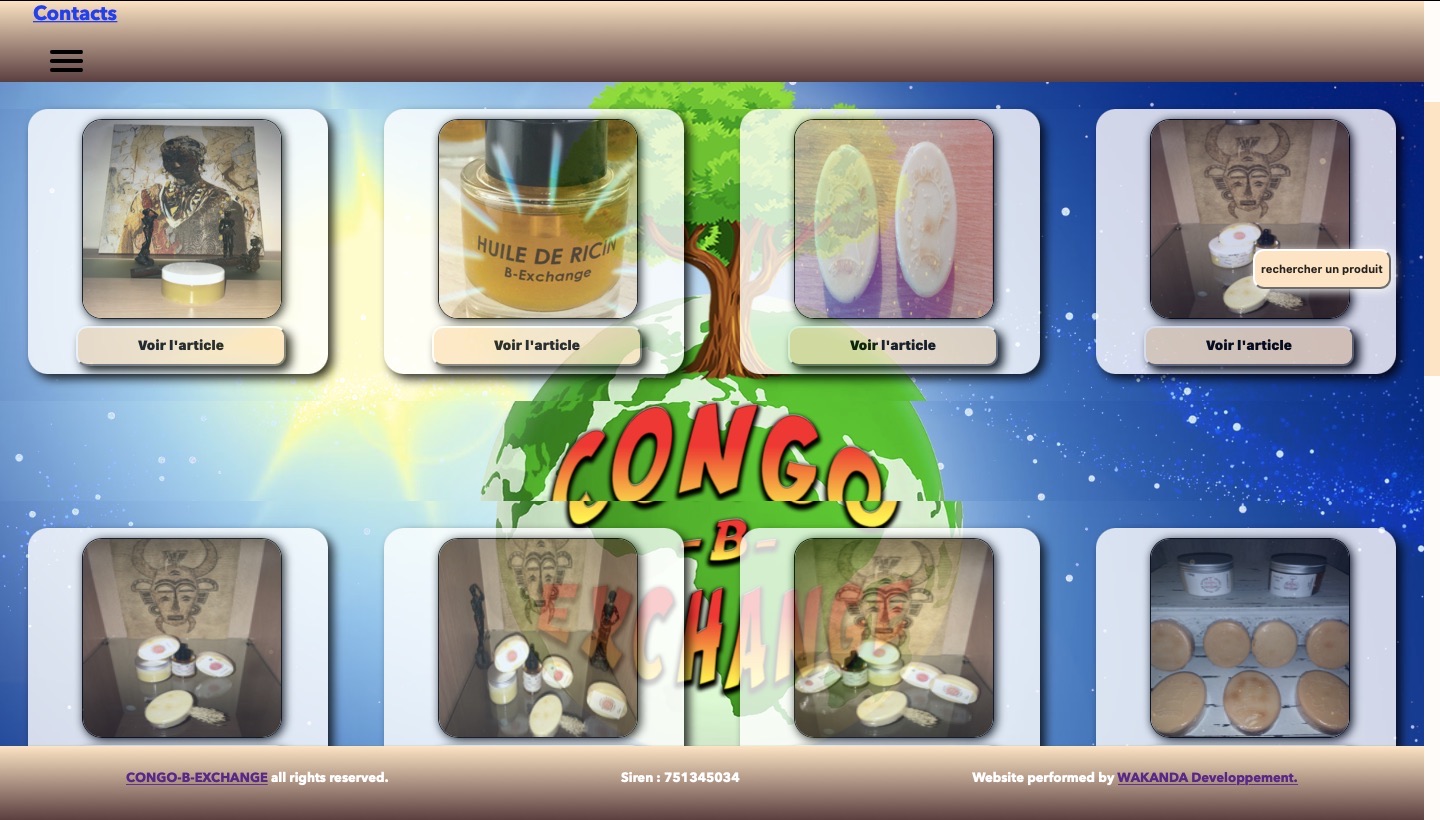 Contacts
HUILE DE RICIN
B-Exchange
rechercher un produit
Voir l'article
Voir l'article
Voir l'article
Voir l'article
CONGO
-B-
EXCHANG
CONGO-B-EXCHANGE all rights reserved.
Siren : 751345034
Website performed by WAKANDA Developpement.